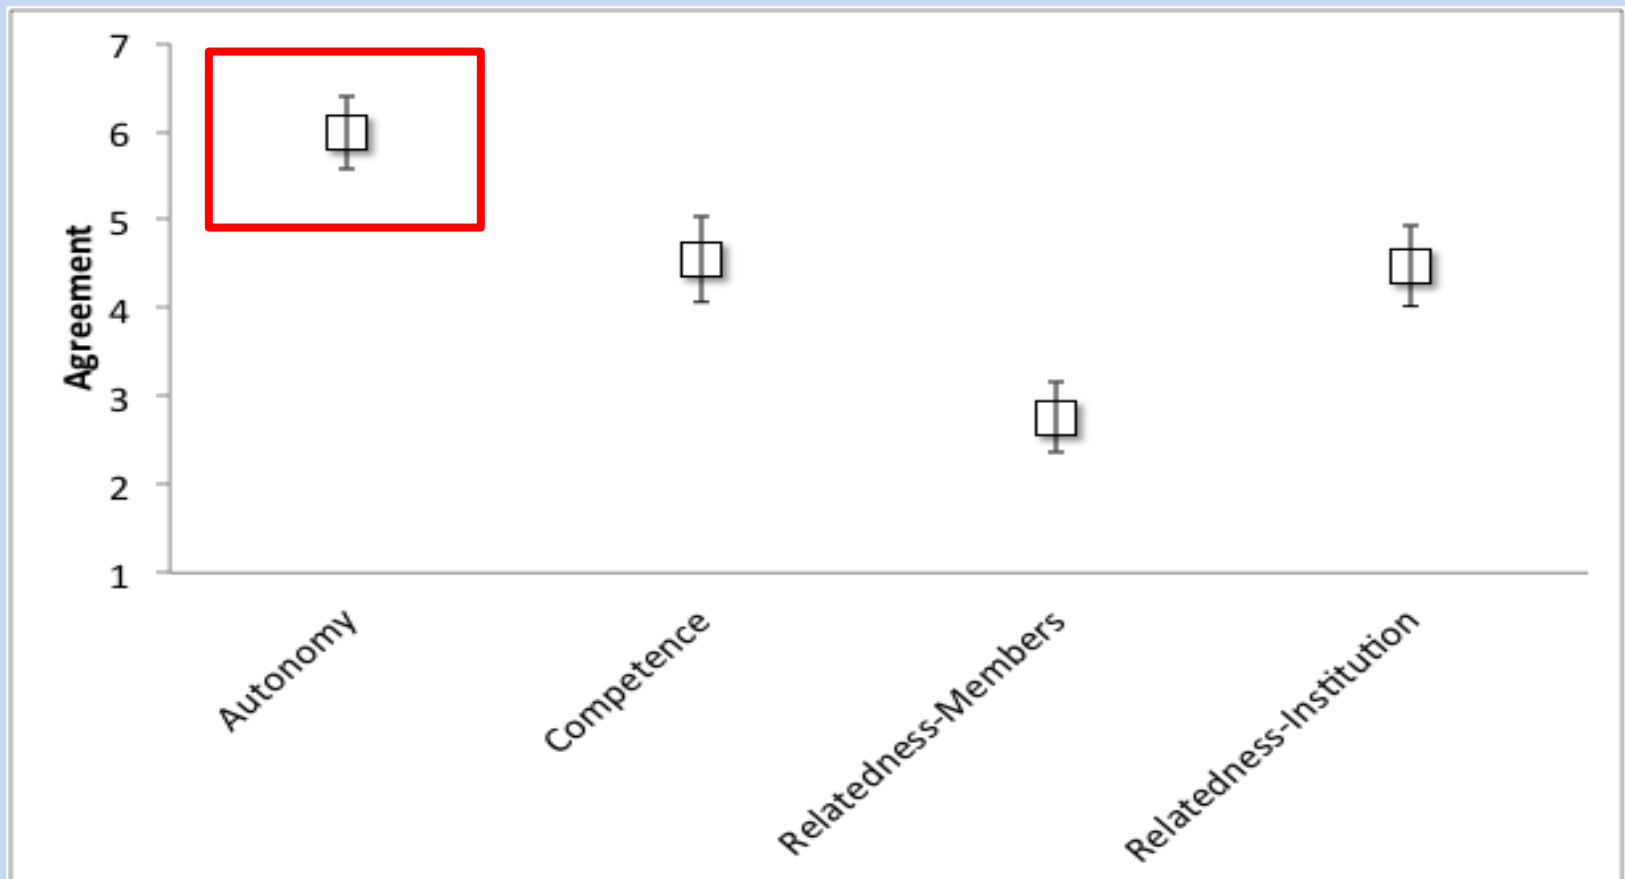 7
6
5
4
3
2
1
Agreement
Autonomy
Competence
Relatedness-Members
Relatedness-Institution